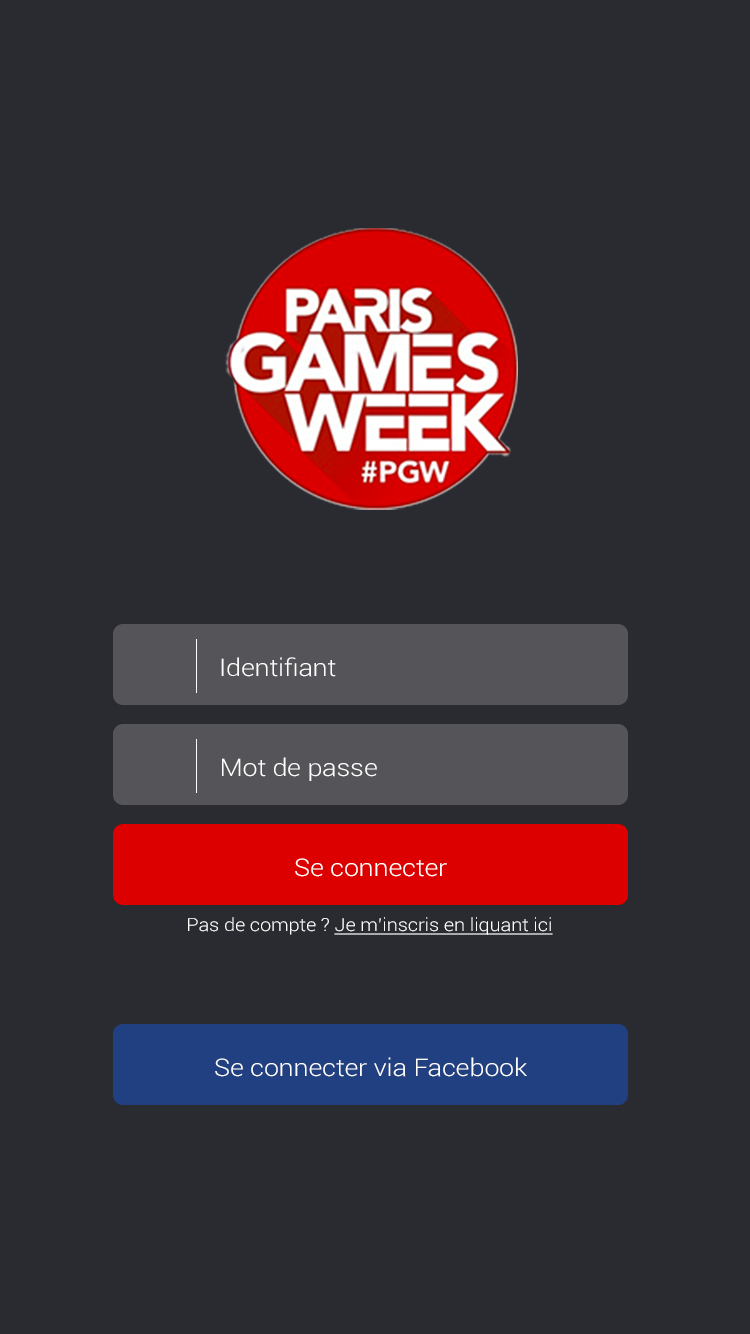 PARIS
GAMES
WEEK
#PGW
Identifiant
Mot de passe
Se connecter
Pas de compte ? Je m'inscris en liquant ici
Se connecter via Facebook